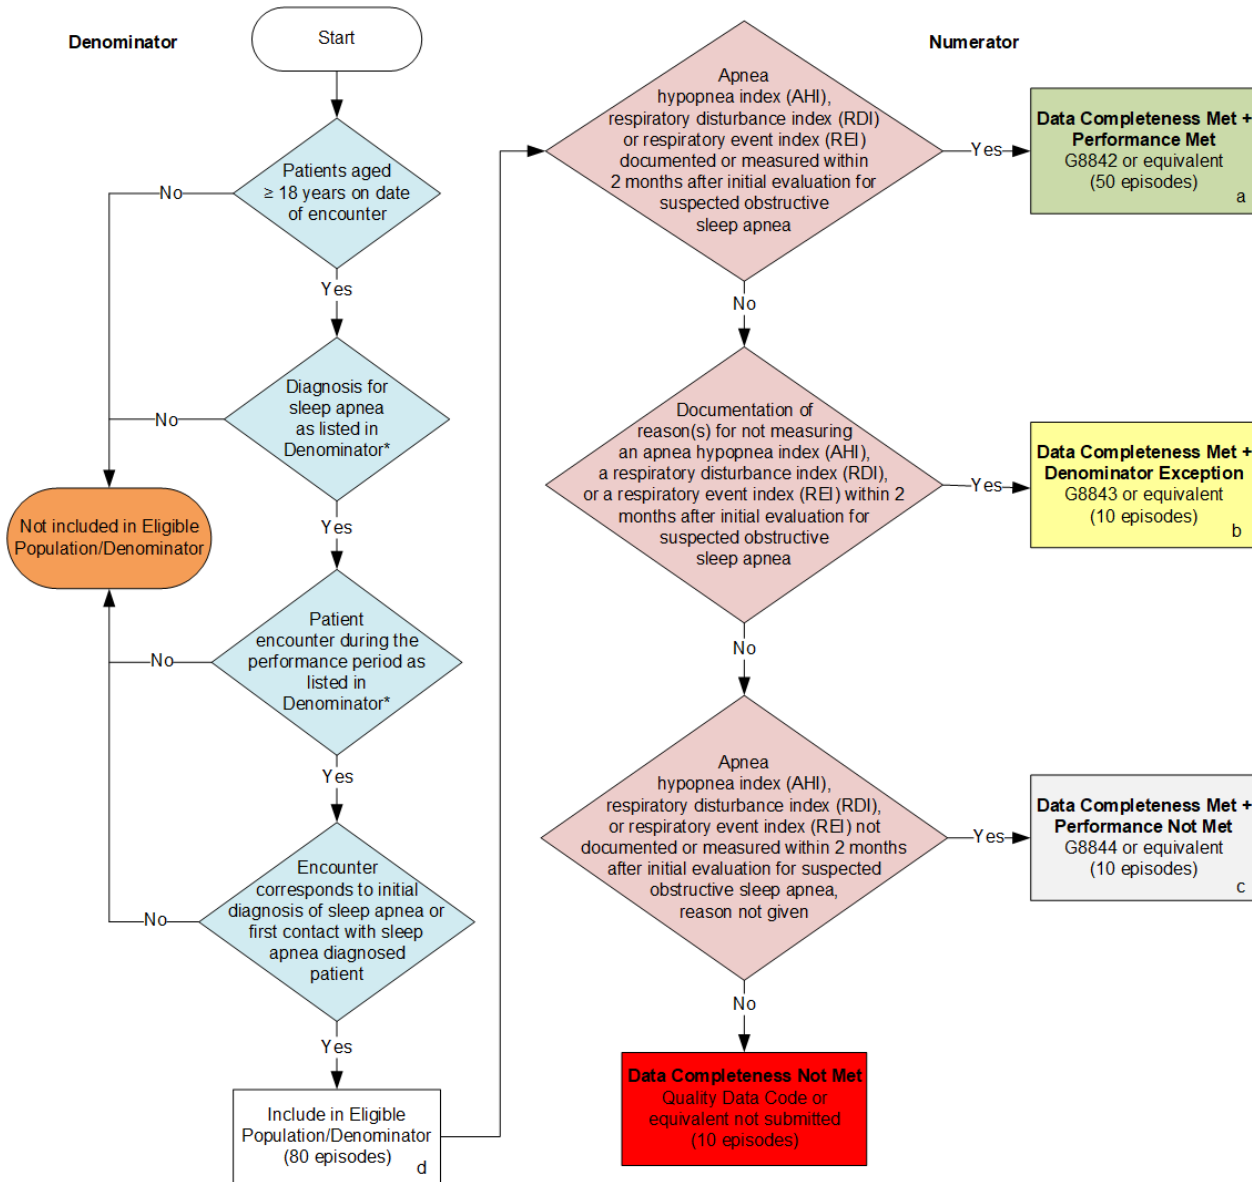 Denominator
Start
Patients aged
≥ 18 years on date
of encounter
No
Yes
Diagnosis for
sleep apnea
as listed in
Denominator*
No
Yes
Not included in Eligible
Population/Denominator
Patient
encounter during the
performance period as
listed in
Denominator*
No
Yes
Encounter
corresponds to initial
diagnosis of sleep apnea or
first contact with sleep
apnea diagnosed
patient
No
Yes
Include in Eligible
Population/Denominator
(80 episodes)
d
Numerator
Apnea
hypopnea index (AHI),
respiratory disturbance index (RDI)
or respiratory event index (REI)
documented or measured within
2 months after initial evaluation for
suspected obstructive
sleep apnea
Yes
Data Completeness Met +
Performance Met
G8842 or equivalent
(50 episodes)
a
No
Documentation of
reason(s) for not measuring
an apnea hypopnea index (AHI),
a respiratory disturbance index (RDI),
or a respiratory event index (REI) within 2
months after initial evaluation for
suspected obstructive
sleep apnea
Yes
Data Completeness Met +
Denominator Exception
G8843 or equivalent
(10 episodes)
b
No
Apnea
hypopnea index (AHI),
respiratory disturbance index (RDI),
or respiratory event index (REI) not
documented or measured within 2 months
after initial evaluation for suspected
obstructive sleep apnea,
reason not given
Yes
Data Completeness Met +
Performance Not Met
G8844 or equivalent
(10 episodes)
c
No
Data Completeness Not Met
Quality Data Code or
equivalent not submitted
(10 episodes)